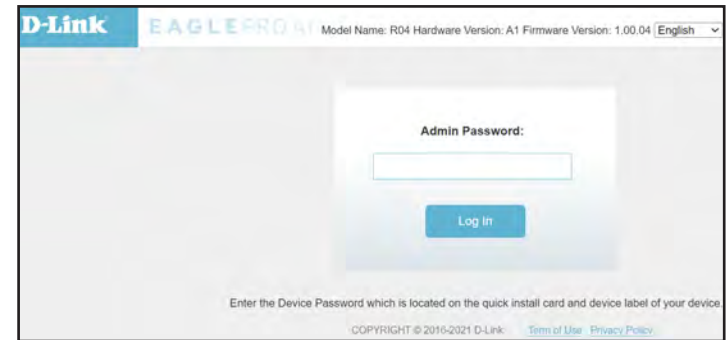 D-Link EAGLE PRO AI Model Name: R04 Hardware Version: A1 Firmware Version: 1.00.04 English
Admin Password:
Log In
Enter the Device Password which is located on the quick install card and device label of your device.
COPYRIGHT © 2016-2021 D-Link Term of Use Privacy Policy